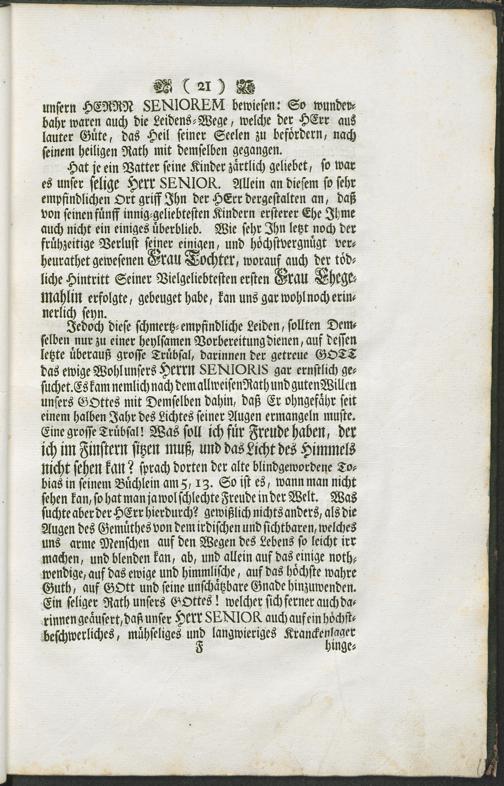 ( 21 )
unsern HERRN SENIOREM bewiesen: So wunder-
bahr waren auch die Leidens-Wege, welche der HErr aus
lauter Güte, das Heil seiner Seelen zu befördern, nach
seinem heiligen Rath mit demselben gegangen.
Hat je ein Vatter seine Kinder zärtlich geliebet, so war
es unser selige Herr SENIOR. Allein an diesem so sehr
empfindlichen Ort griff Ihn der HErr dergestalten an, daß
von seinen fünff innig-geliebtesten Kindern ersterer Ehe Ihme
auch nicht ein einiges überblieb. Wie sehr Ihn letzt noch der
frühzeitige Verlust seiner einigen, und höchstvergnügt ver-
heurathet gewesenen Frau Tochter, worauf auch der töd-
liche Hintritt Seiner Vielgeliebtesten ersten Frau Ehege-
mahlin erfolgte, gebeuget habe, kan uns gar wohl noch erin-
nerlich seyn.
Jedoch diese schmertz-empfindliche Leiden, sollten Dem-
selben nur zu einer heylsamen Vorbereitung dienen, auf dessen
letzte überauß grosse Trübsal, darinnen der getreue GOTT
das ewige Wohl unsers Herrn SENIORIS gar ernstlich ge-
suchet. Es kam nemlich nach dem allweisen Rath und guten Willen
unsers GOttes mit Demselben dahin, daß Er ohngefähr seit
einem halben Jahr des Lichtes seiner Augen ermangeln muste.
Eine grosse Trübsal! Was soll ich für Freude haben, der
ich im Finstern sitzen muß, und das Licht des Himmels
nicht sehen kan? sprach dorten der alte blindgewordene To-
bias in seinem Büchlein am 5, 13. So ist es, wann man nicht
sehen kan, so hat man ja wol schlechte Freude in der Welt. Was
suchte aber der HErr hierdurch? gewißlich nichts anders, als die
Augen des Gemüthes von dem irdischen und sichtbaren, welches
uns arme Menschen auf den Wegen des Lebens so leicht irr
machen, und blenden kan, ab, und allein auf das einige noth-
wendige, auf das ewige und himmlische, auf das höchste wahre
Guth, auf GOtt und seine unschätzbare Gnade hinzuwenden.
Ein seliger Rath unsers GOttes! welcher sich ferner auch da-
rinnen geäusert, daß unser Herr SENIOR auch auf ein höchst-
beschwerliches, mühseliges und langwieriges Kranckenlager
F hinge-